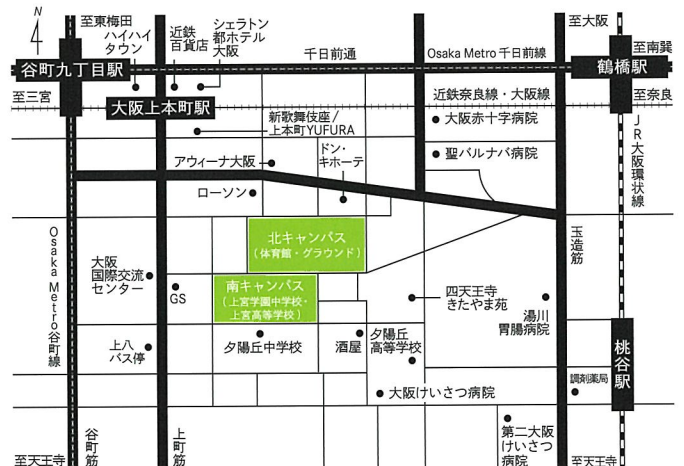 N
至東梅田
ハイハイ
タウン
近鉄
百貨店
シェラトン
都ホテル
大阪
千日前通
Osaka Metro 千日前線
至大阪
至南巽
谷町九丁目駅
鶴橋駅
至三宮
大阪上本町駅
近鉄奈良線・大阪線
至奈良
新歌舞伎座/
上本町YUFURA
大阪赤十字病院
JR大阪環状線
アウィーナ大阪
ドン・
キホーテ
聖バルナバ病院
ローソン
北キャンパス
(体育館・グラウンド)
玉造筋
Osaka Metro谷町線
大阪
国際交流
センター
GS
南キャンパス
(上宮学園中学校・
上宮高等学校)
四天王寺
きたやま苑
湯川
胃腸病院
上八
バス停
夕陽丘中学校
酒屋
夕陽丘
高等学校
桃谷駅
調剤薬局
大阪けいさつ病院
第二大阪
けいさつ
病院
谷町筋
上町筋
至天王寺
至天王寺